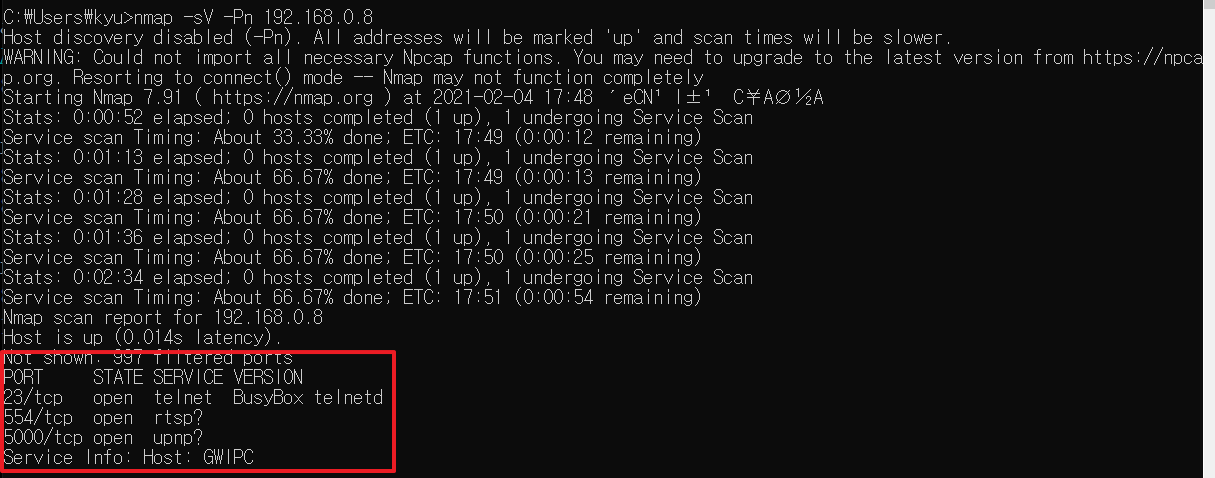 C:\Users\kyu>nmap -sV -Pn 192.168.0.8
Host discovery disabled (-Pn). All addresses will be marked 'up' and scan times will be slower.
WARNING: Could not import all necessary Npcap functions. You may need to upgrade to the latest version from https://npca
p.org. Resorting to connect() mode -- Nmap may not function completely
Starting Nmap 7.91 ( https://nmap.org ) at 2021-02-04 17:48 ´eCN¹ I±¹ C¥AØ½A
Stats: 0:00:52 elapsed; 0 hosts completed (1 up), 1 undergoing Service Scan
Service scan Timing: About 33.33% done; ETC: 17:49 (0:00:12 remaining)
Stats: 0:01:13 elapsed; 0 hosts completed (1 up), 1 undergoing Service Scan
Service scan Timing: About 66.67% done; ETC: 17:49 (0:00:13 remaining)
Stats: 0:01:28 elapsed; 0 hosts completed (1 up), 1 undergoing Service Scan
Service scan Timing: About 66.67% done; ETC: 17:50 (0:00:21 remaining)
Stats: 0:01:36 elapsed; 0 hosts completed (1 up), 1 undergoing Service Scan
Service scan Timing: About 66.67% done; ETC: 17:50 (0:00:25 remaining)
Stats: 0:02:34 elapsed; 0 hosts completed (1 up), 1 undergoing Service Scan
Service scan Timing: About 66.67% done; ETC: 17:51 (0:00:54 remaining)
Nmap scan report for 192.168.0.8
Host is up (0.014s latency).
Not shown: 997 filtered ports
PORT STATE SERVICE VERSION
23/tcp open telnet BusyBox telnetd
554/tcp open rtsp?
5000/tcp open upnp?
Service Info: Host: GWIPC